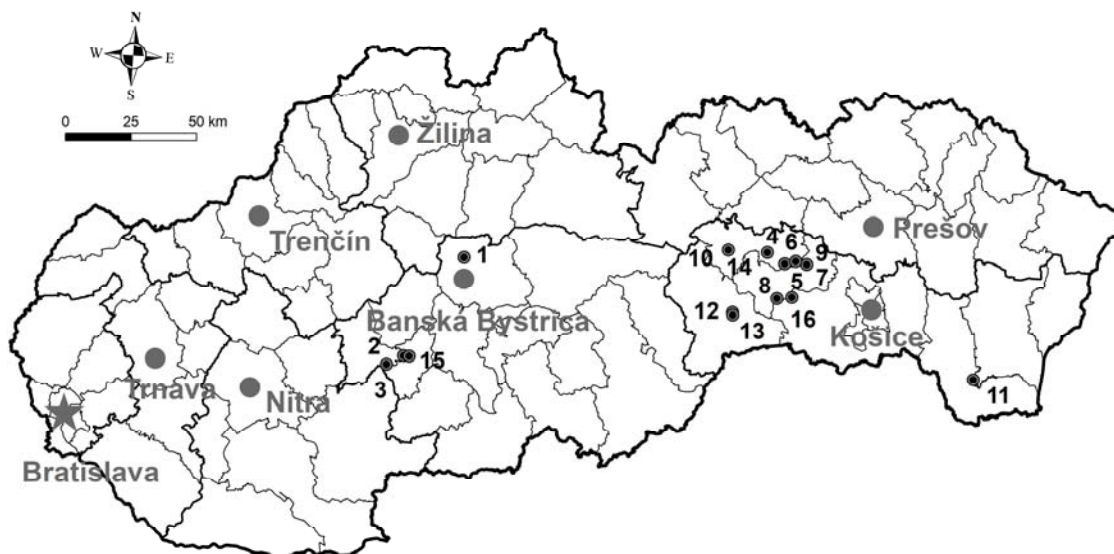 N
W E
S
0 25 50 km
Žilina
Trenčín
Prešov
1
4 6 9
10 14 7
5
8 16
Banská Bystrica
12
13
Košice
2 15
3
Trnava
Nitra
11
Bratislava